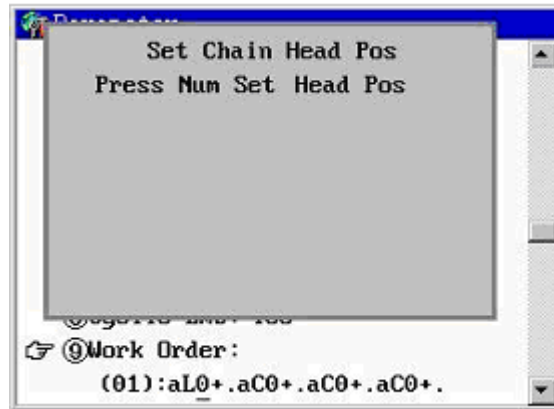 Set Chain Head Pos
Press Num Set Head Pos
⑨Work Order:
(01):aL0+.aC0+.aC0+.aC0+.